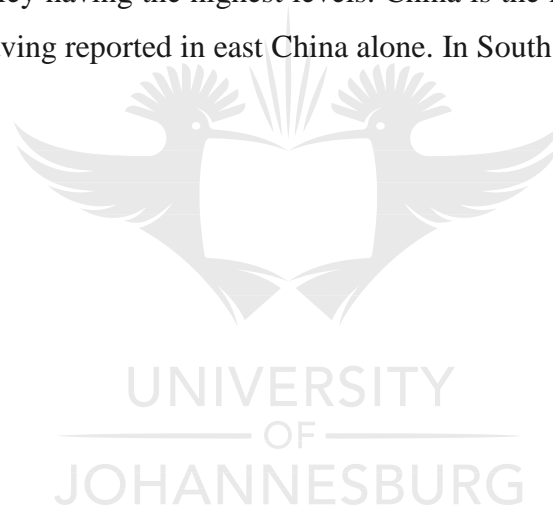 ey having the highest levels. China is the
ving reported in east China alone. In South
UNIVERSITY
OF
JOHANNESBURG